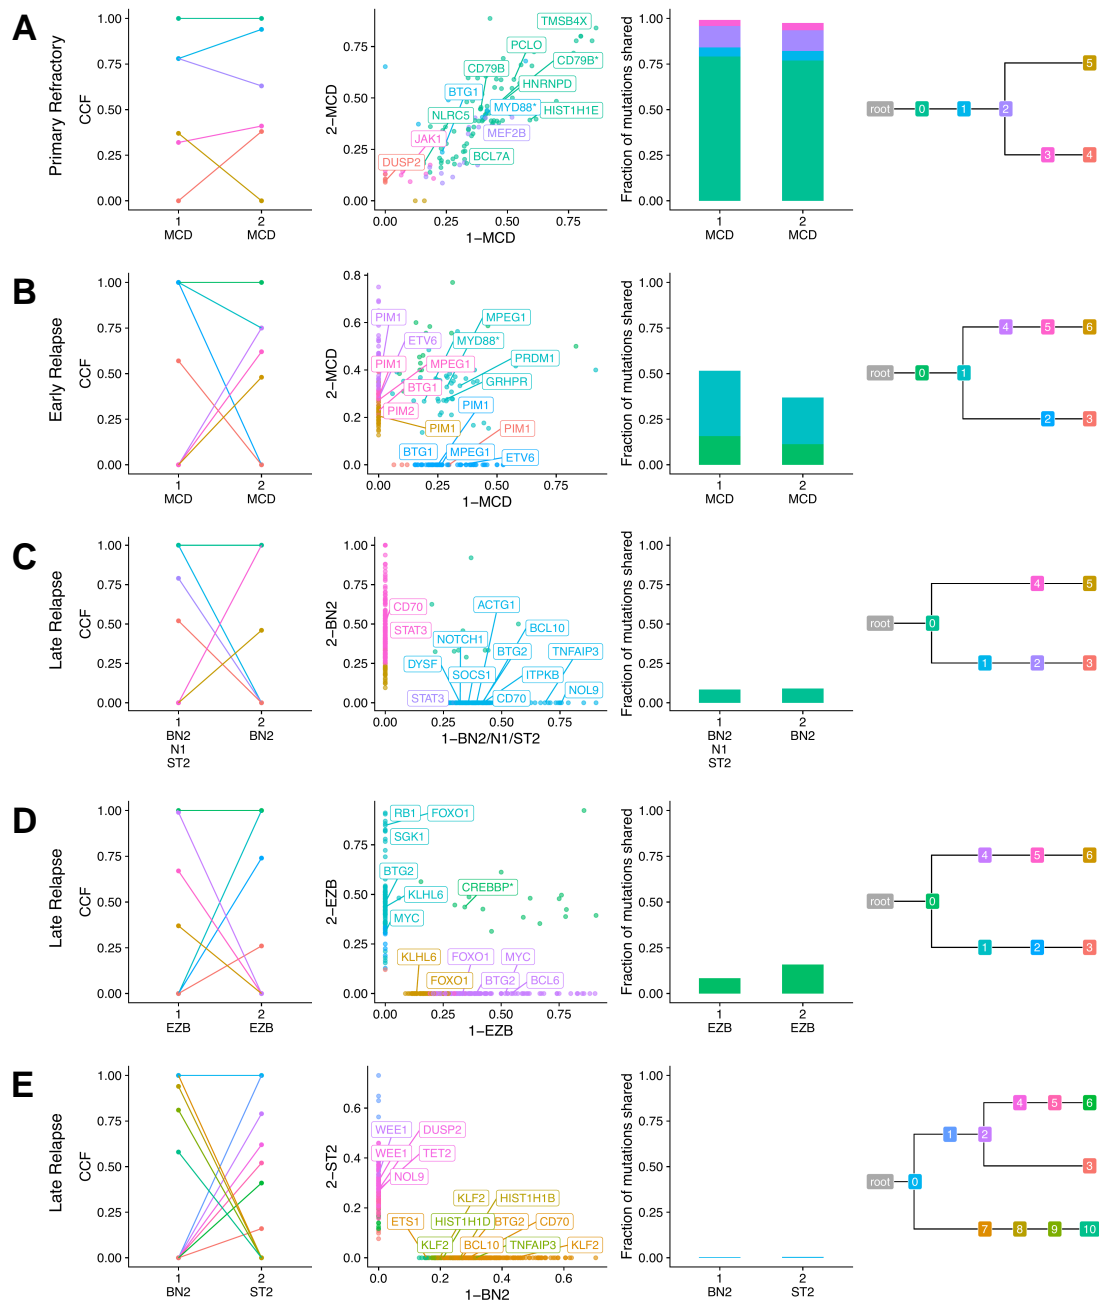 A
Primary Refractory
CCF
1.00
0.75
0.50
0.25
0.00
1
MCD
2
MCD
2−MCD
0.75
0.50
0.25
0.00
TMSB4X
PCLO
CD79B*
CD79B
HNRNPD
BTG1
MYD88*
HIST1H1E
NLRC5
MEF2B
JAK1
BCL7A
DUSP2
0.00
0.25
0.50
0.75
1−MCD
Fraction of mutations shared
1.00
0.75
0.50
0.25
0.00
1
MCD
2
MCD
root
0
1
2
5
3
4
B
Early Relapse
CCF
1.00
0.75
0.50
0.25
0.00
1
MCD
2
MCD
2−MCD
0.8
0.6
0.4
0.2
0.0
PIM1
MPEG1
ETV6
MYD88*
PIM1
MPEG1
PRDM1
BTG1
GRHPR
PIM2
PIM1
PIM1
PIM1
BTG1
MPEG1
ETV6
0.00
0.25
0.50
0.75
1−MCD
Fraction of mutations shared
1.00
0.75
0.50
0.25
0.00
1
MCD
2
MCD
root
0
1
4
5
6
2
3
C
Late Relapse
CCF
1.00
0.75
0.50
0.25
0.00
1
BN2
N1
ST2
2
BN2
2−BN2
1.00
0.75
0.50
0.25
0.00
CD70
ACTG1
STAT3
NOTCH1
BCL10
DYSF
BTG2
TNFAIP3
SOCS1
ITPKB
STAT3
CD70
NOL9
0.00
0.25
0.50
0.75
1−BN2/N1/ST2
Fraction of mutations shared
1.00
0.75
0.50
0.25
0.00
1
BN2
N1
ST2
2
BN2
root
0
4
5
1
2
3
D
Late Relapse
CCF
1.00
0.75
0.50
0.25
0.00
1
EZB
2
EZB
2−EZB
0.75
0.50
0.25
0.00
RB1
FOXO1
SGK1
BTG2
KLHL6
CREBBP*
MYC
KLHL6
FOXO1
MYC
FOXO1
BTG2
BCL6
0.00
0.25
0.50
0.75
1−EZB
Fraction of mutations shared
1.00
0.75
0.50
0.25
0.00
1
EZB
2
EZB
root
0
4
5
6
1
2
3
E
Late Relapse
CCF
1.00
0.75
0.50
0.25
0.00
1
BN2
2
ST2
2−ST2
0.6
0.4
0.2
0.0
WEE1
DUSP2
WEE1
TET2
NOL9
KLF2
HIST1H1B
ETS1
HIST1H1D
BTG2
CD70
KLF2
BCL10
TNFAIP3
KLF2
0.0
0.2
0.4
0.6
1−BN2
Fraction of mutations shared
1.00
0.75
0.50
0.25
0.00
1
BN2
2
ST2
root
0
1
2
4
5
6
3
7
8
9
10